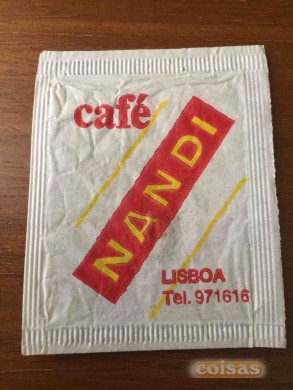 café
NANDI
LISBOA
Tel. 971616
coisas